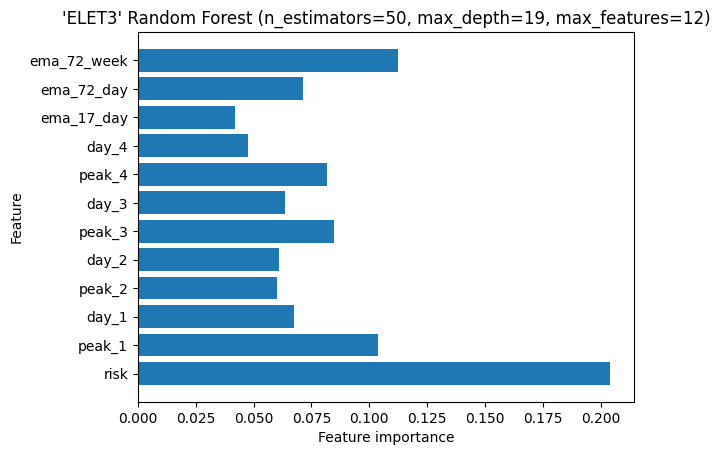 'ELET3' Random Forest (n_estimators=50, max_depth=19, max_features=12)
ema_72_week
ema_72_day
ema_17_day
day_4
peak_4
day_3
peak_3
day_2
peak_2
day_1
peak_1
risk
Feature
0.000 0.025 0.050 0.075 0.100 0.125 0.150 0.175 0.200
Feature importance